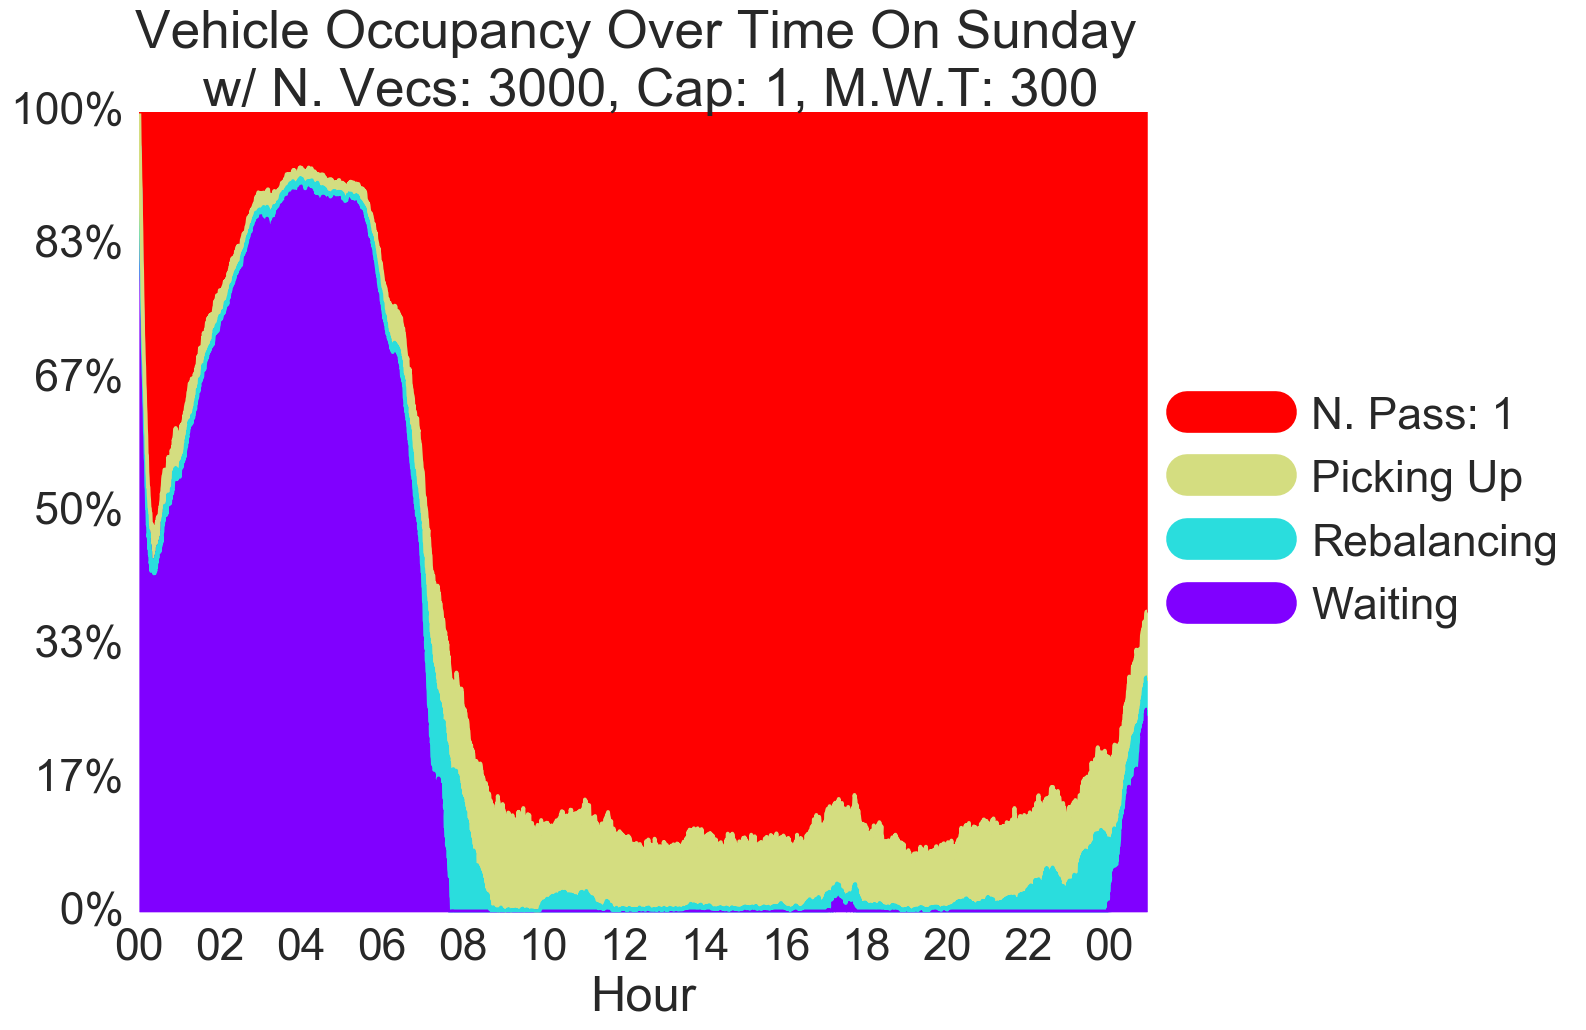 Vehicle Occupancy Over Time On Sunday
w/ N. Vecs: 3000, Cap: 1, M.W.T: 300
100%
83%
67%
50%
33%
17%
0%
00 02 04 06 08 10 12 14 16 18 20 22 00
Hour
N. Pass: 1
Picking Up
Rebalancing
Waiting